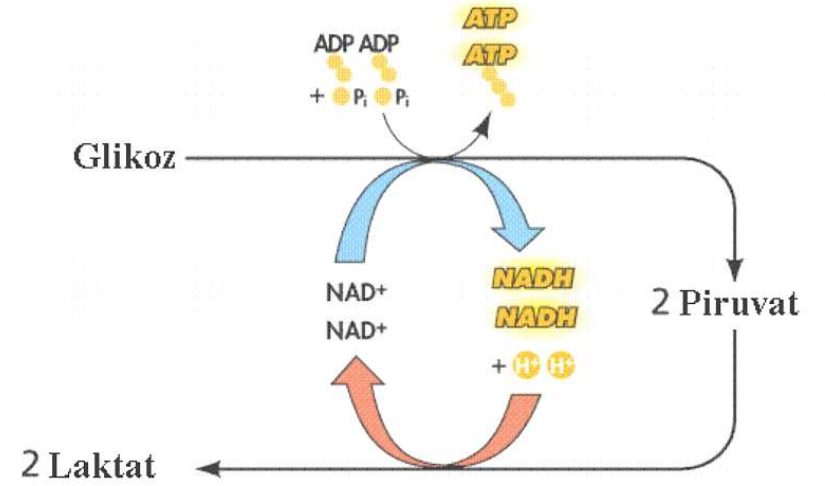 ATP
ADP ADP ATP
+ Pi Pi
Glikoz
NAD+ NADH
NAD+ NADH
2 Piruvat
+ H+ H+
2 Laktat